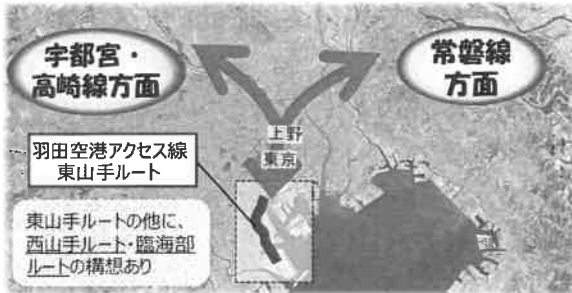 宇都宮・
高崎線方面
常磐線
方面
上野
東京
羽田空港アクセス線
東山手ルート
東山手ルートの他に、
西山手ルート・臨海部
ルートの構想あり